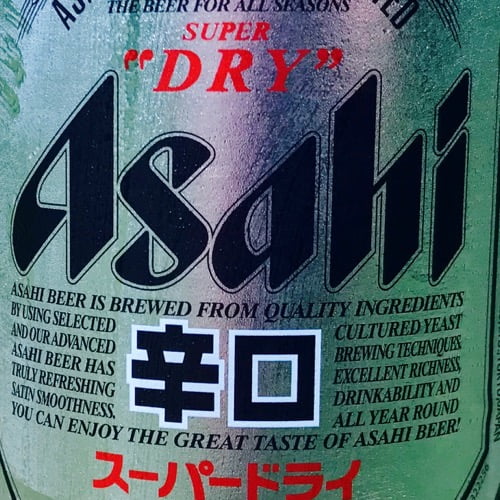 THE BEER FOR ALL SEASONS
SUPER
"DRY"
Asahi
ASAHI BEER IS BREWED FROM QUALITY INGREDIENTS
BY USING SELECTED CULTURED YEAST
AND OUR ADVANCED BREWING TECHNIQUES.
ASAHI BEER HAS EXCELLENT RICHNESS,
TRULY REFRESHING DRINKABILITY AND
SATIN SMOOTHNESS. ALL YEAR ROUND
辛口
YOU CAN ENJOY THE GREAT TASTE OF ASAHI BEER!
スーパードライ